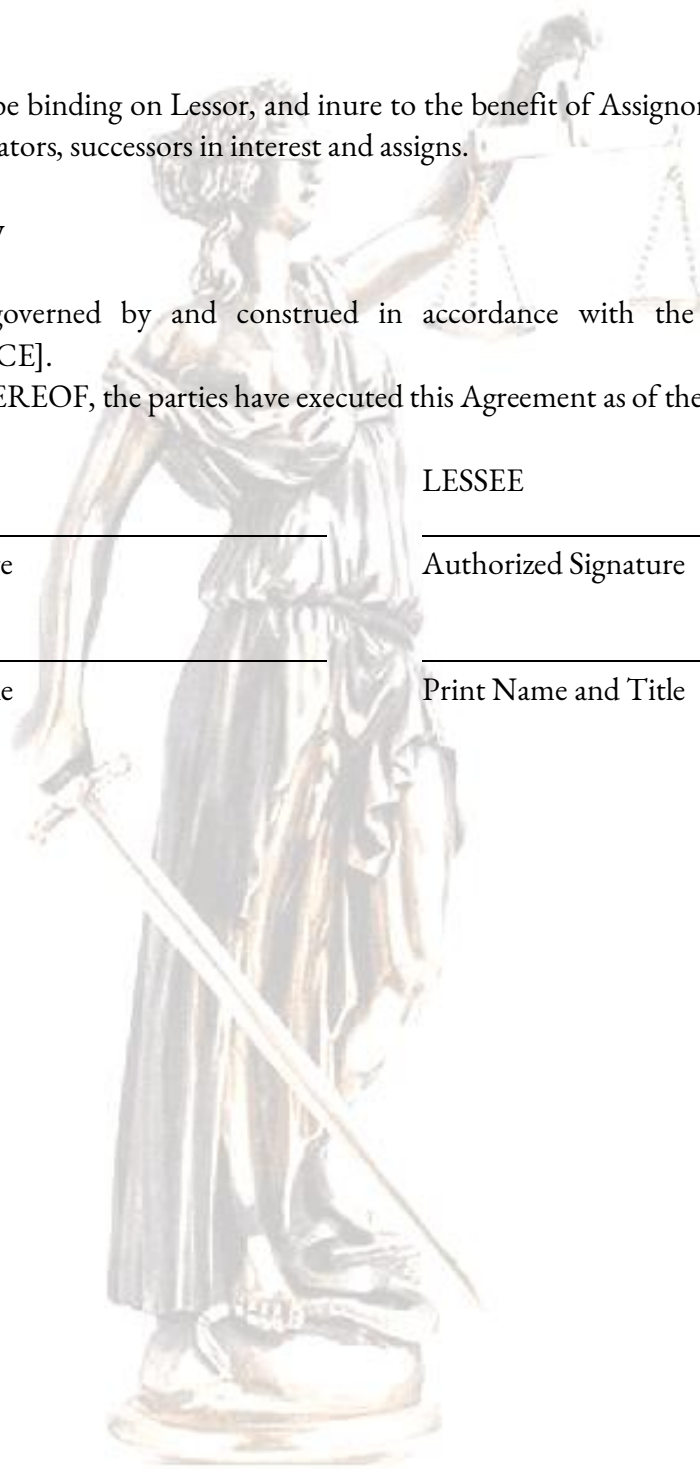 be binding on Lessor, and inure to the benefit of Assignor
ators, successors in interest and assigns.
y
governed by and construed in accordance with the
CE].
EREOF, the parties have executed this Agreement as of the
LESSEE
e Authorized Signature
e Print Name and Title